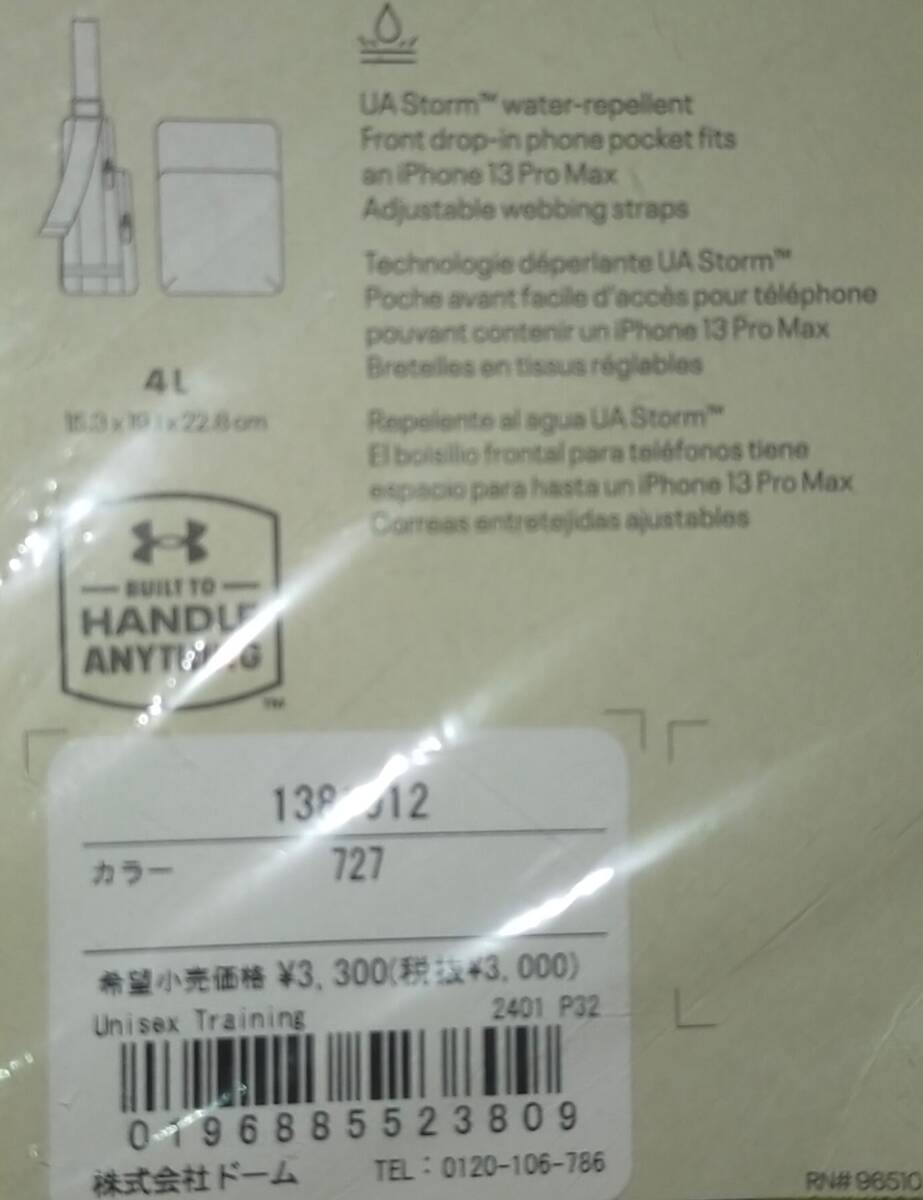 UA Storm™ water-repellent
Front drop-in phone pocket fits
an iPhone 13 Pro Max
Adjustable webbing straps
Technologie déperlante UA Storm™
Poche avant facile d'accès pour téléphone
pouvant contenir un iPhone 13 Pro Max
Bretelles en tissus réglables
Repelente al agua UA Storm™
El bolsillo frontal para teléfonos tiene
espacio para hasta un iPhone 13 Pro Max
Correas entretejidas ajustables
4 L
x 22.8 cm
BUILT TO
HANDLE
ANYTHING
™
カラー 727
希望小売価格 ¥3,300(税抜¥3,000)
Unisex Training 2401 P32
0196885523809
株式会社ドーム TEL:0120-106-786